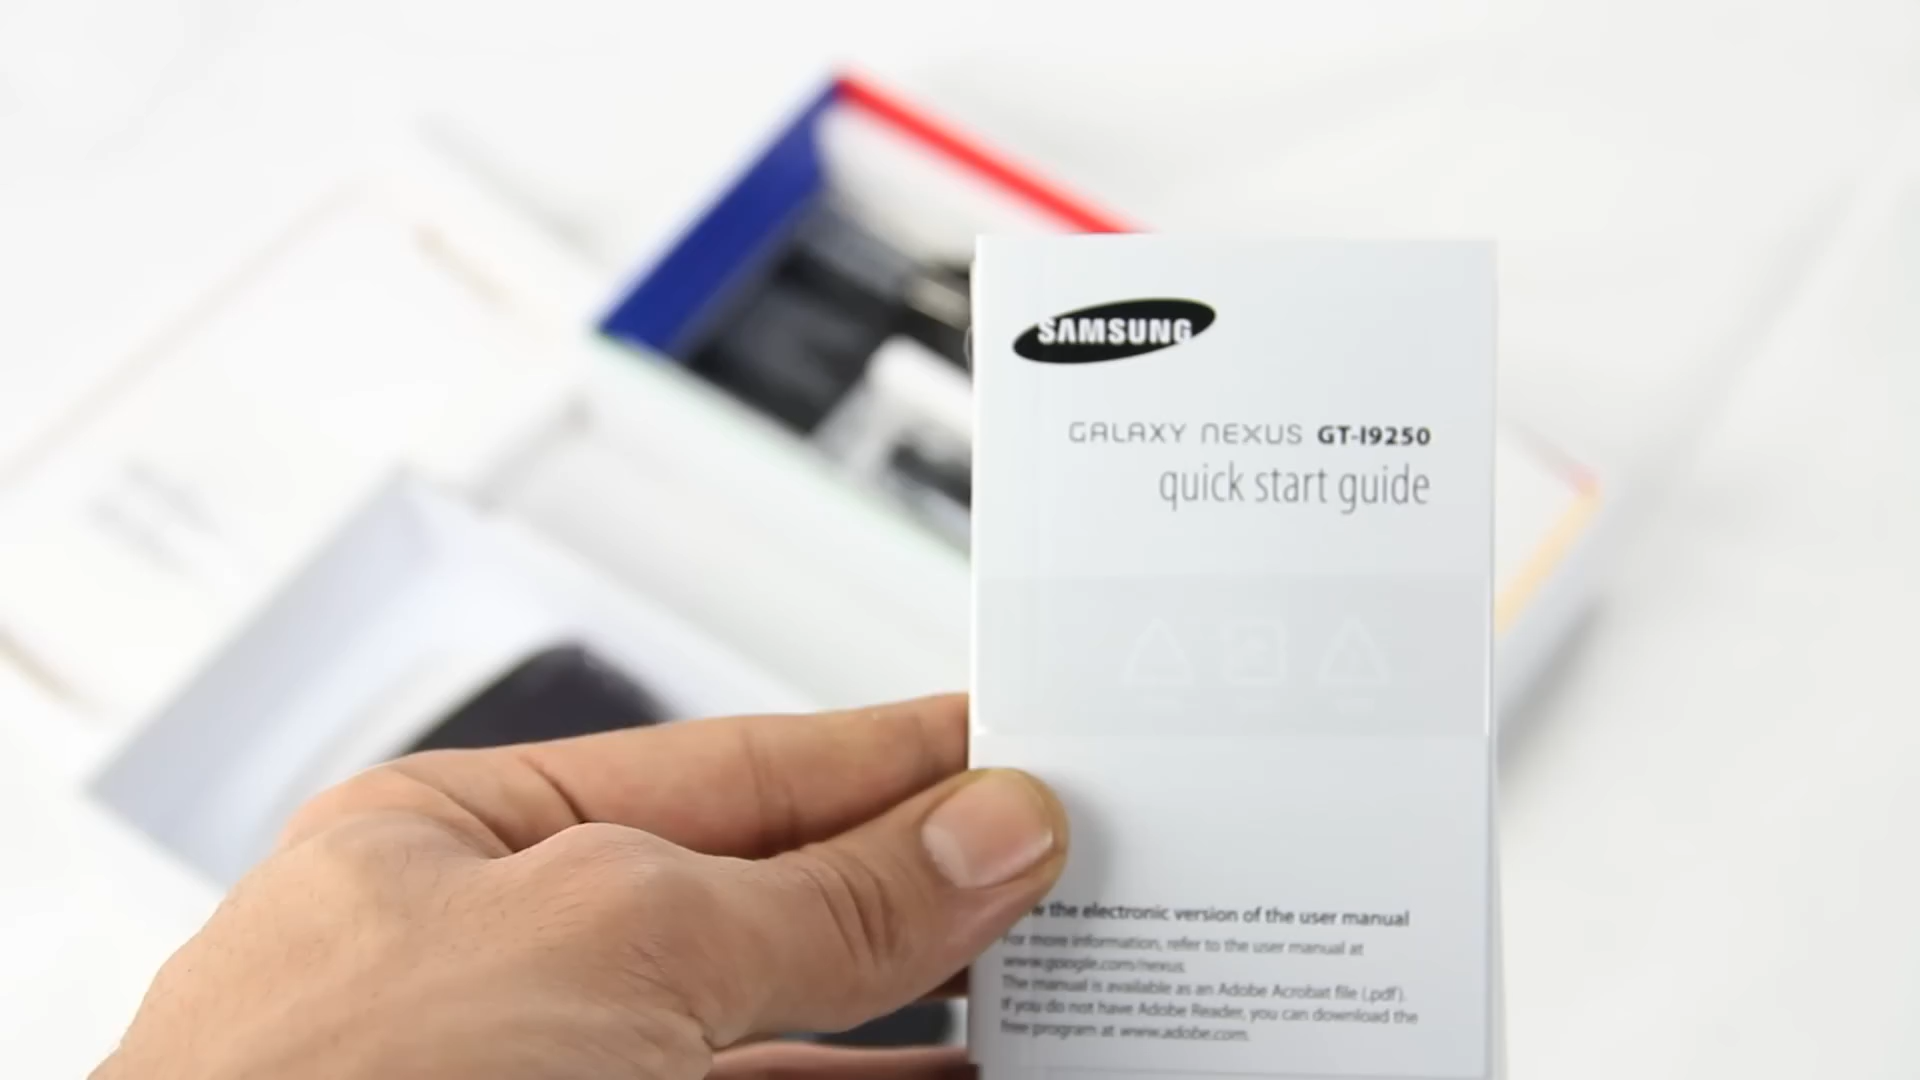 SAMSUNG
GALAXY NEXUS GT-I9250
quick start guide
the electronic version of the user manual
For more information, refer to the user manual at
www.google.com/nexus.
The manual is available as an Adobe Acrobat file (.pdf).
If you do not have Adobe Reader, you can download the
free program at www.adobe.com.